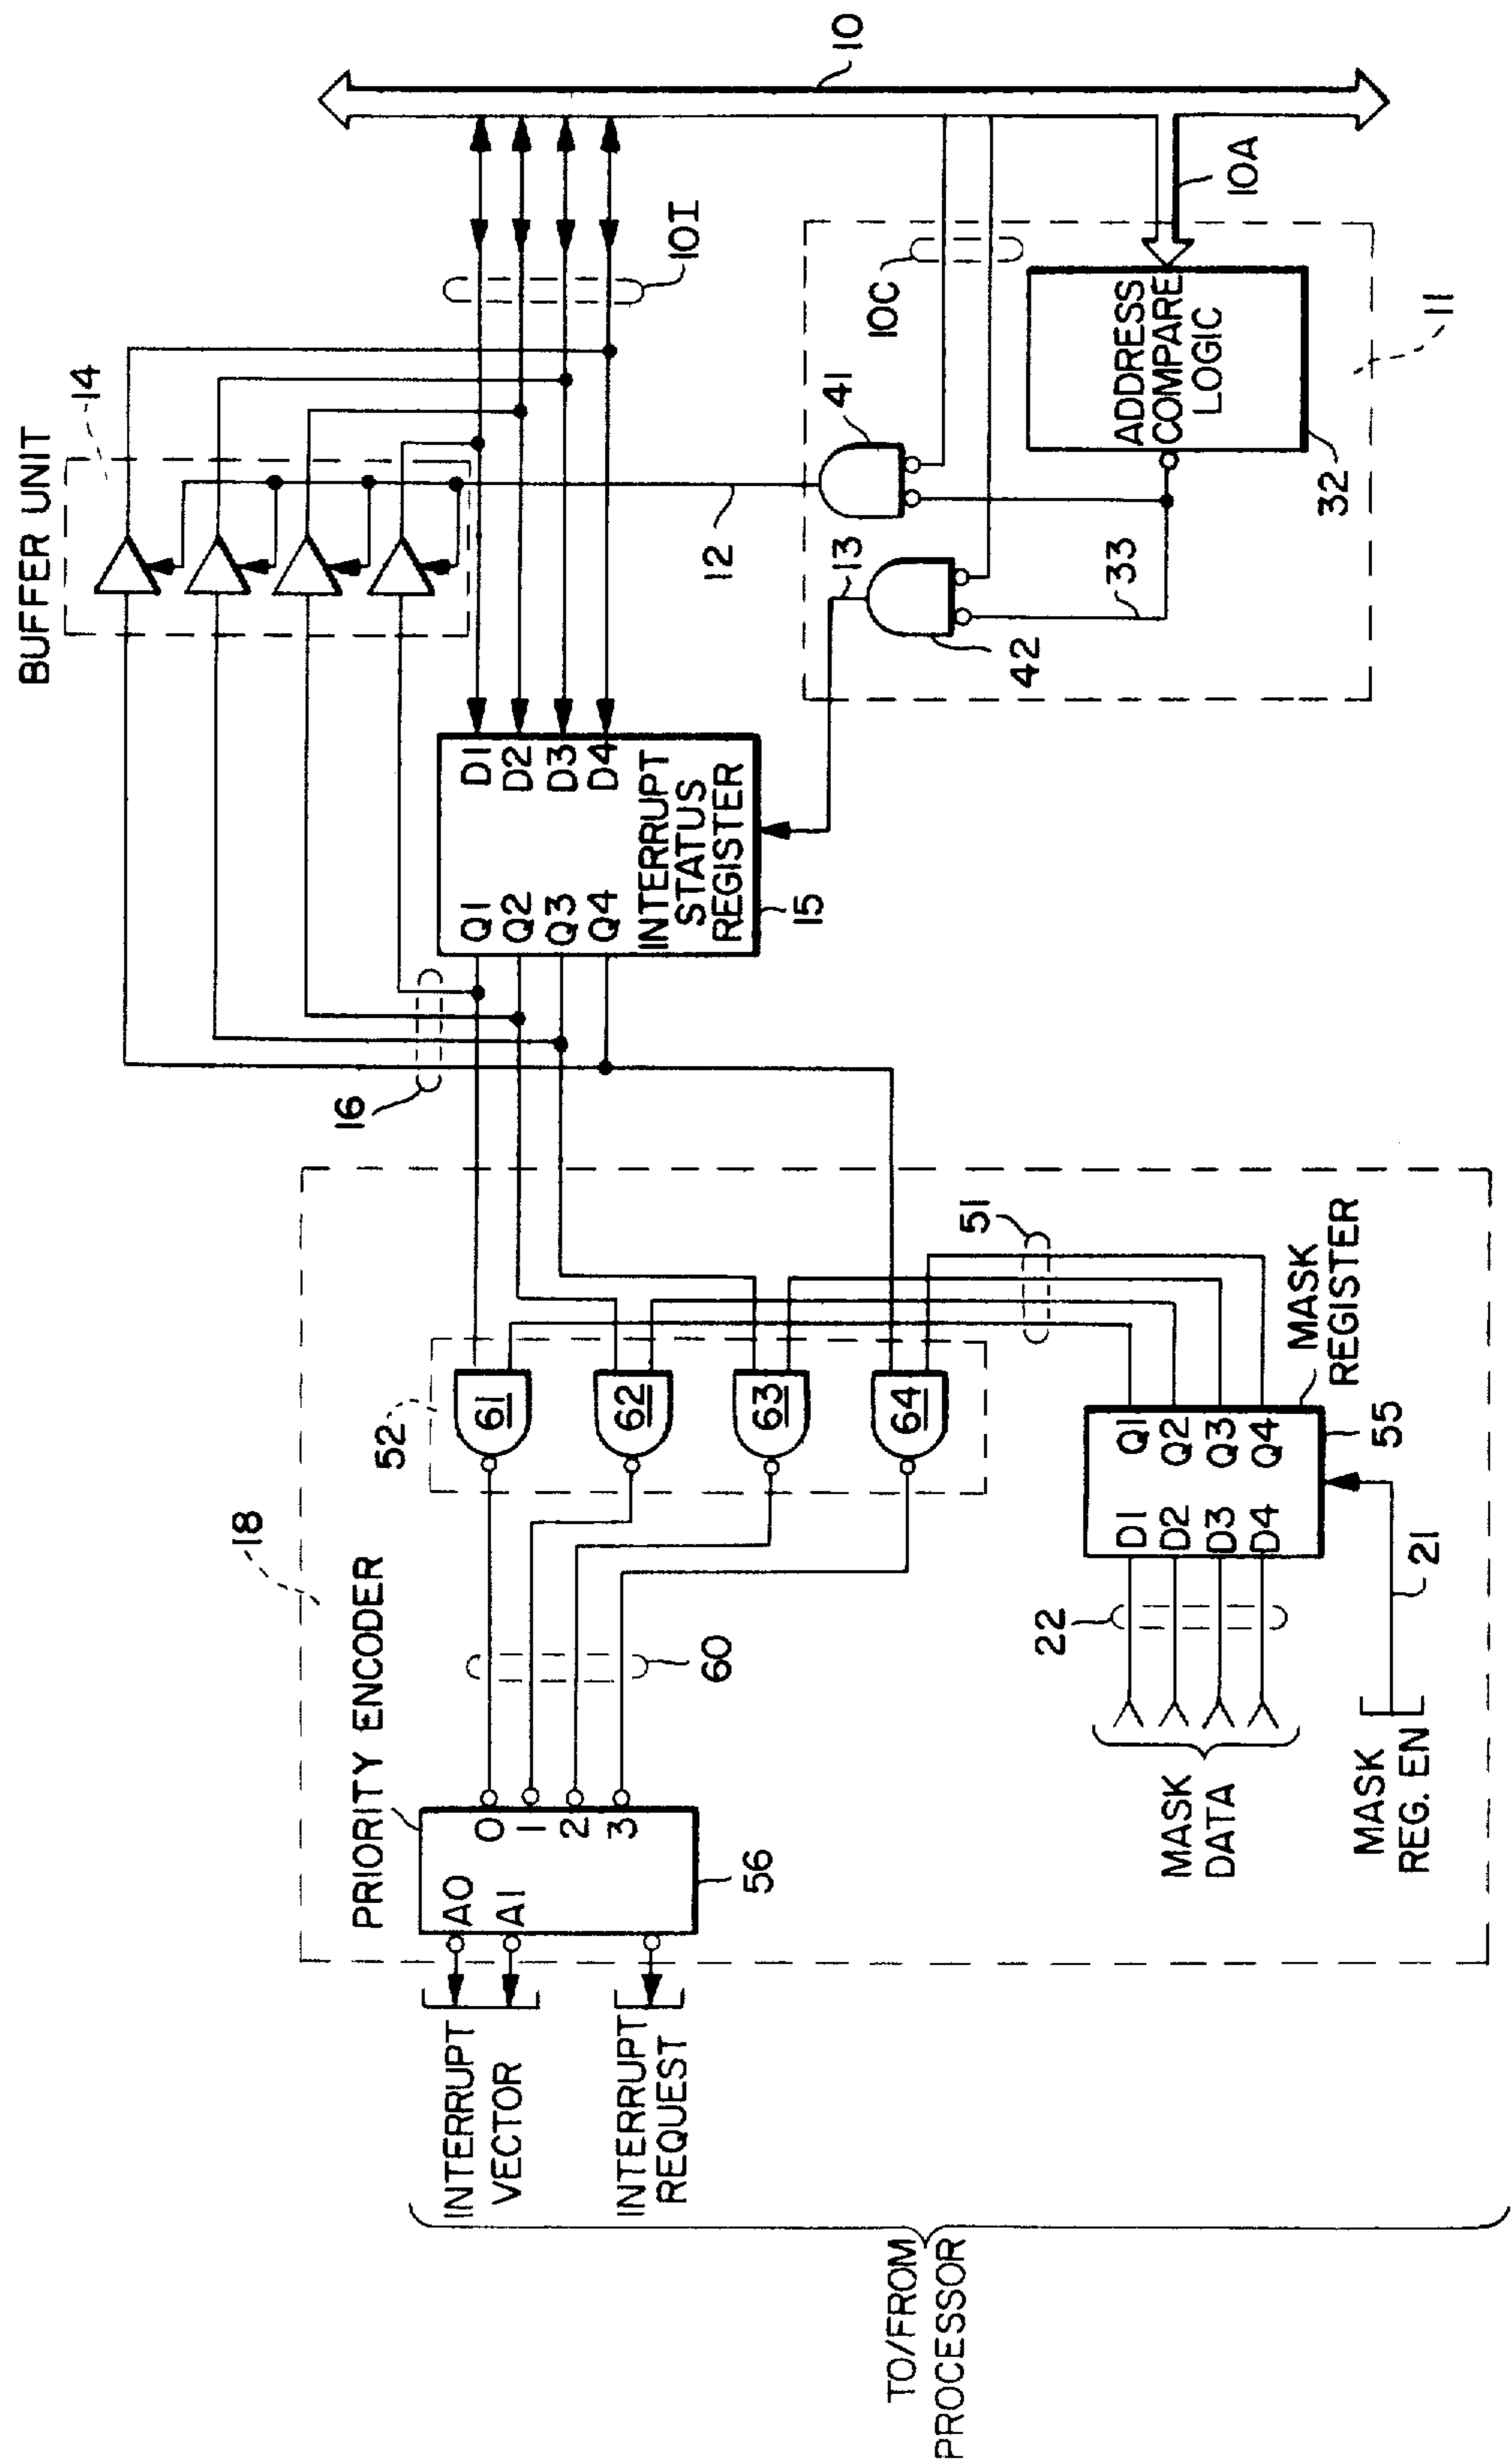 BUFFER UNIT
14
10
10I
D1
D2
D3
D4
Q1
Q2
Q3
Q4
INTERRUPT
STATUS
REGISTER
15
16
12
13
10C
41
42
33
10A
ADDRESS
COMPARE
LOGIC
32
11
18
PRIORITY ENCODER
A0
A1
0
1
2
3
56
60
52
61
62
63
64
51
MASK
REGISTER
55
Q1
Q2
Q3
Q4
D1
D2
D3
D4
22
21
MASK
DATA
MASK
REG. EN
INTERRUPT
VECTOR
INTERRUPT
REQUEST
TO/FROM
PROCESSOR